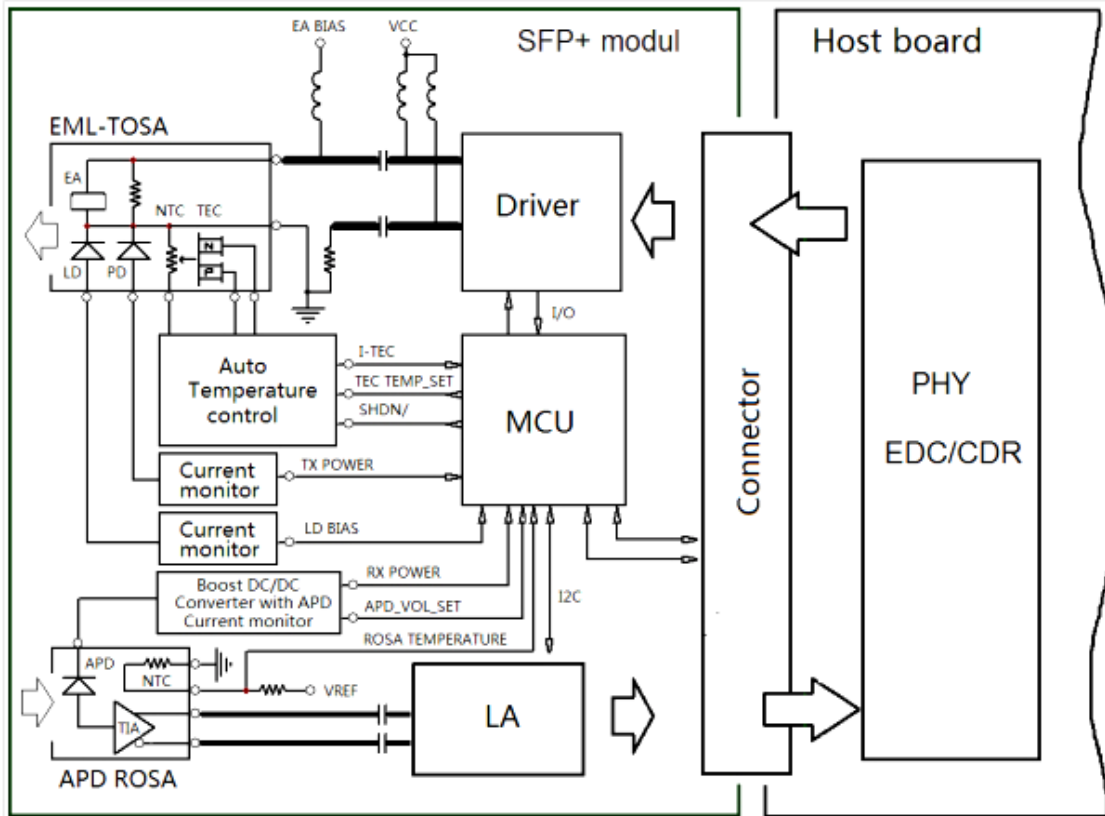 EA BIAS
VCC
SFP+ modul
Host board
EML-TOSA
EA
NTC
TEC
N
P
LD
PD
Driver
I/O
Auto
Temperature
control
I-TEC
TEC TEMP_SET
SHDN/
MCU
Connector
PHY
EDC/CDR
Current
monitor
TX POWER
Current
monitor
LD BIAS
Boost DC/DC
Converter with APD
Current monitor
RX POWER
APD_VOL_SET
I2C
ROSA TEMPERATURE
APD
NTC
VREF
TIA
LA
APD ROSA